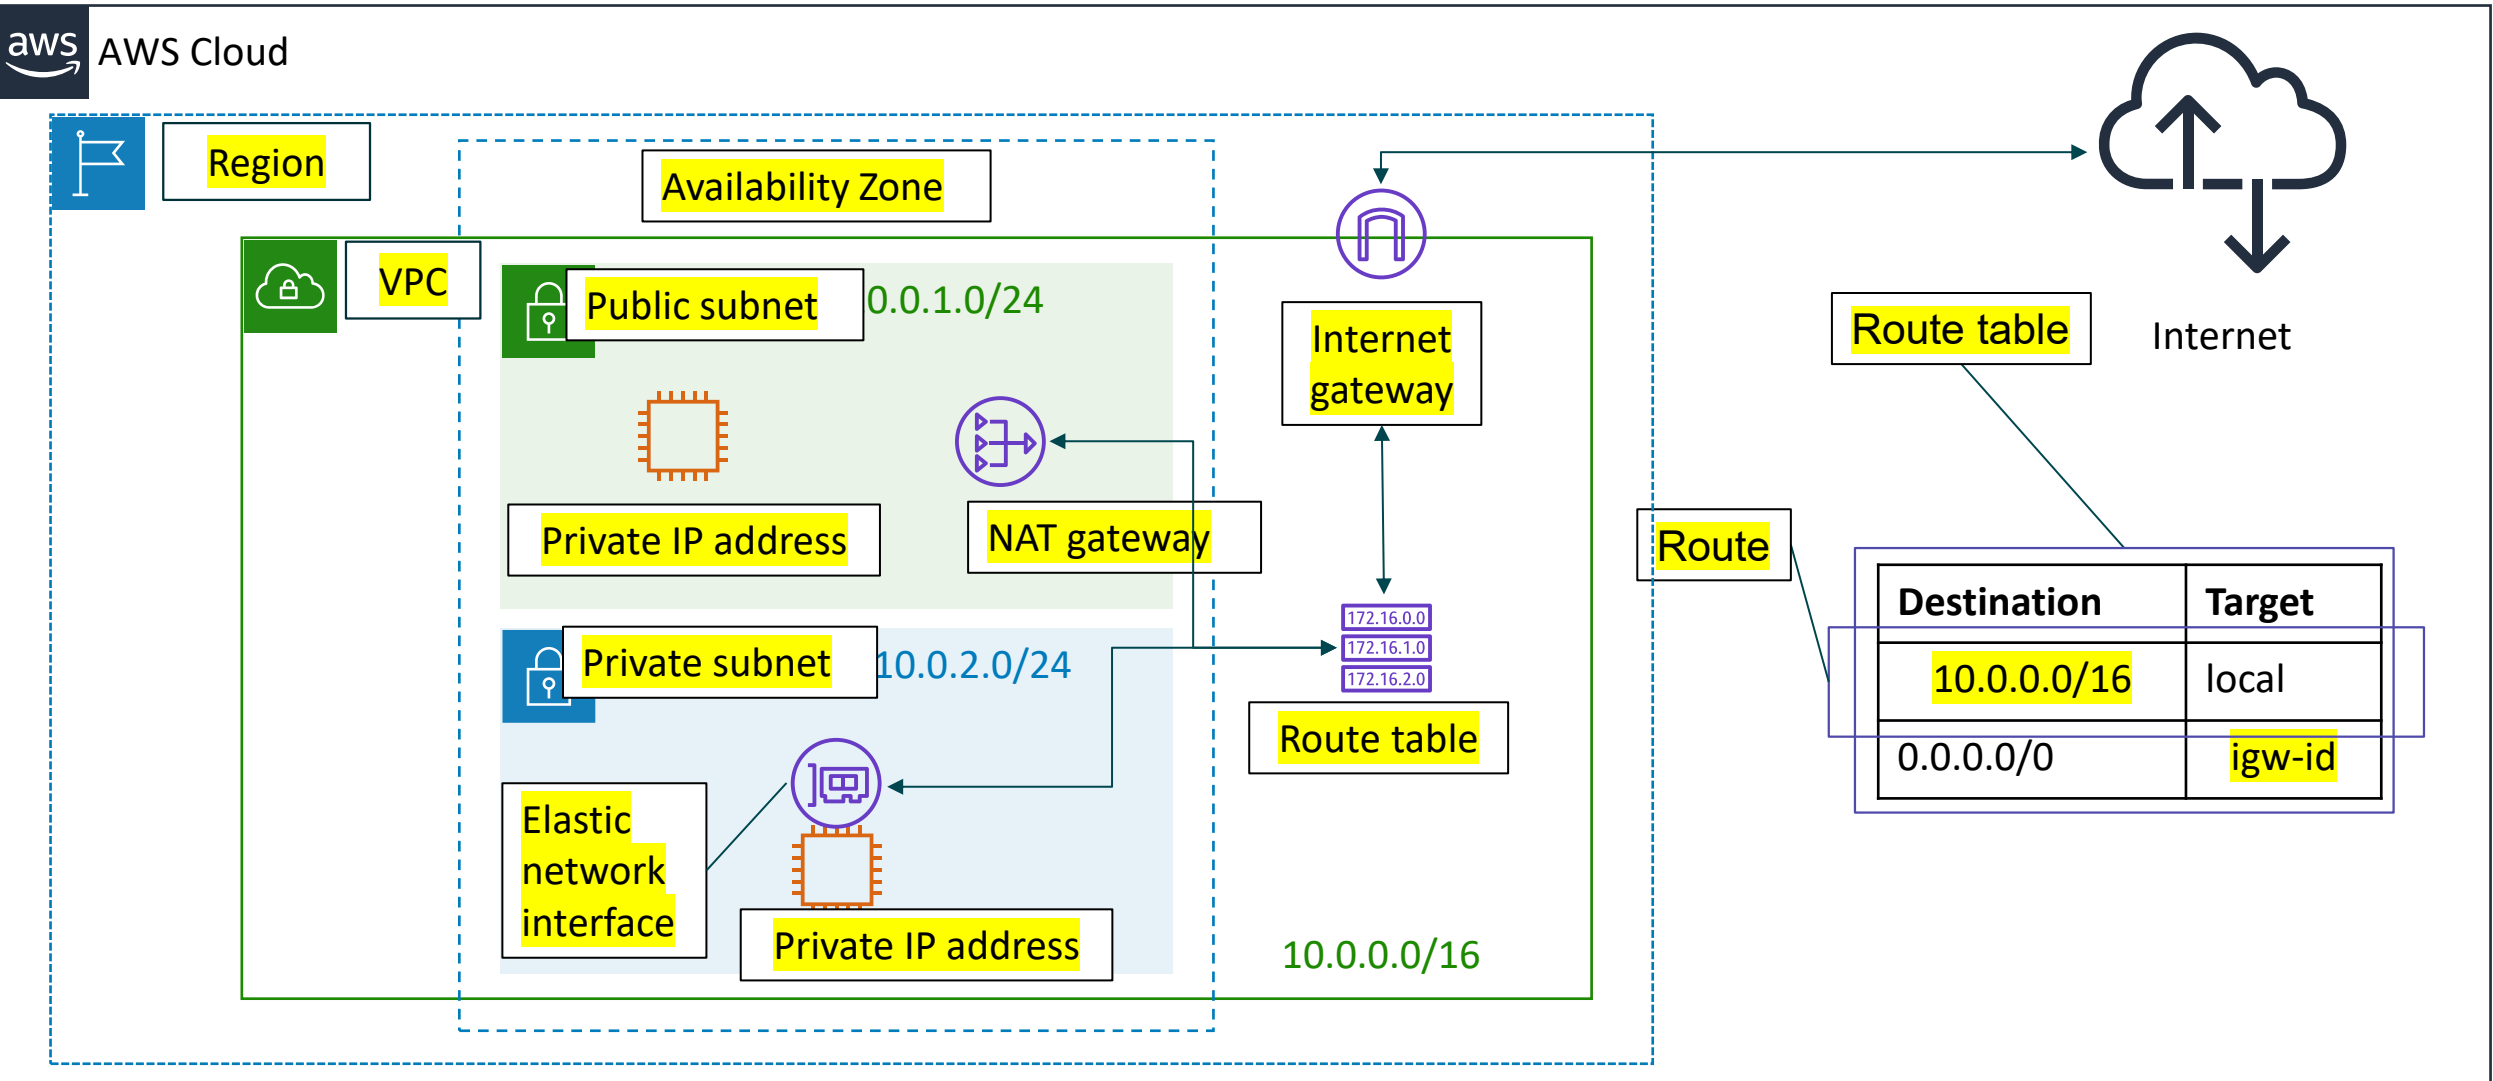 aws
AWS Cloud
Region
Availability Zone
VPC
Public subnet
0.0.1.0/24
Internet
gateway
Route table
Internet
Private IP address
NAT gateway
Route
Destination Target
10.0.0.0/16 local
0.0.0.0/0 igw-id
172.16.0.0
172.16.1.0
172.16.2.0
Route table
Private subnet
10.0.2.0/24
Elastic
network
interface
Private IP address
10.0.0.0/16